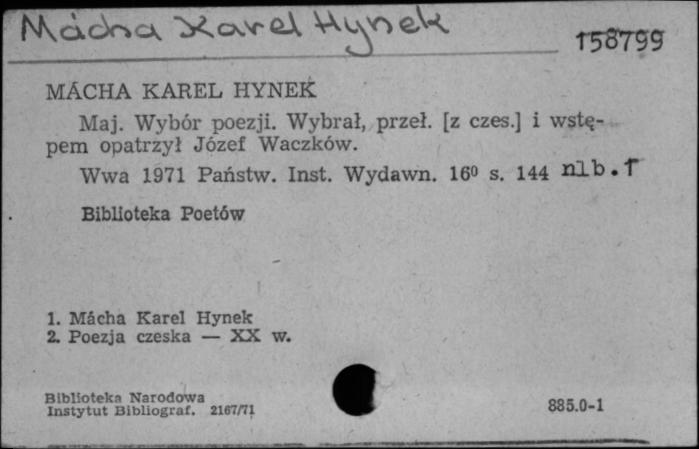 Mácha Karel Hynek
158799
MÁCHA KAREL HYNEK
Maj. Wybór poezji. Wybrał, przeł. [z czes.] i wstę-
pem opatrzył Józef Waczków.
Wwa 1971 Państw. Inst. Wydawn. 16⁰ s. 144 nlb.1
Biblioteka Poetów
1. Mácha Karel Hynek
2. Poezja czeska — XX w.
Biblioteka Narodowa
Instytut Bibliograf. 2167/71
885.0-1